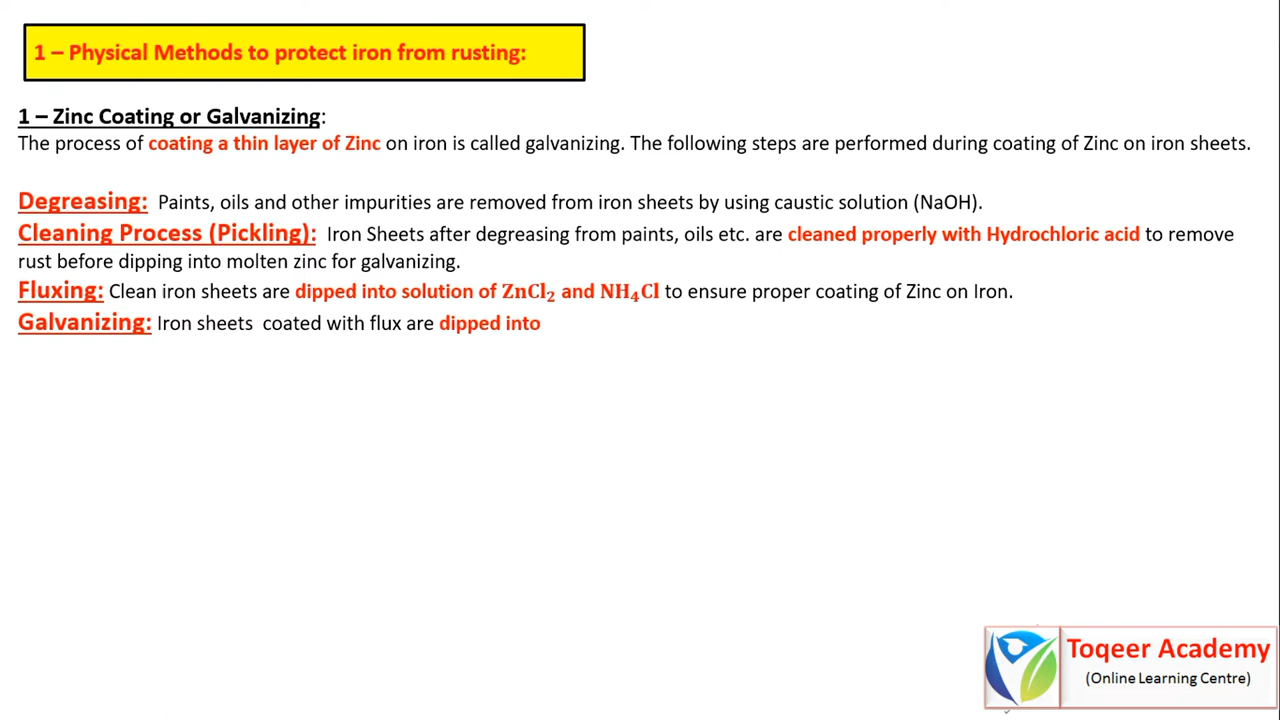 1 – Physical Methods to protect iron from rusting:
1 – Zinc Coating or Galvanizing:
The process of coating a thin layer of Zinc on iron is called galvanizing. The following steps are performed during coating of Zinc on iron sheets.
Degreasing: Paints, oils and other impurities are removed from iron sheets by using caustic solution (NaOH).
Cleaning Process (Pickling): Iron Sheets after degreasing from paints, oils etc. are cleaned properly with Hydrochloric acid to remove
rust before dipping into molten zinc for galvanizing.
Fluxing: Clean iron sheets are dipped into solution of ZnCl₂ and NH₄Cl to ensure proper coating of Zinc on Iron.
Galvanizing: Iron sheets coated with flux are dipped into
Toqeer Academy
(Online Learning Centre)